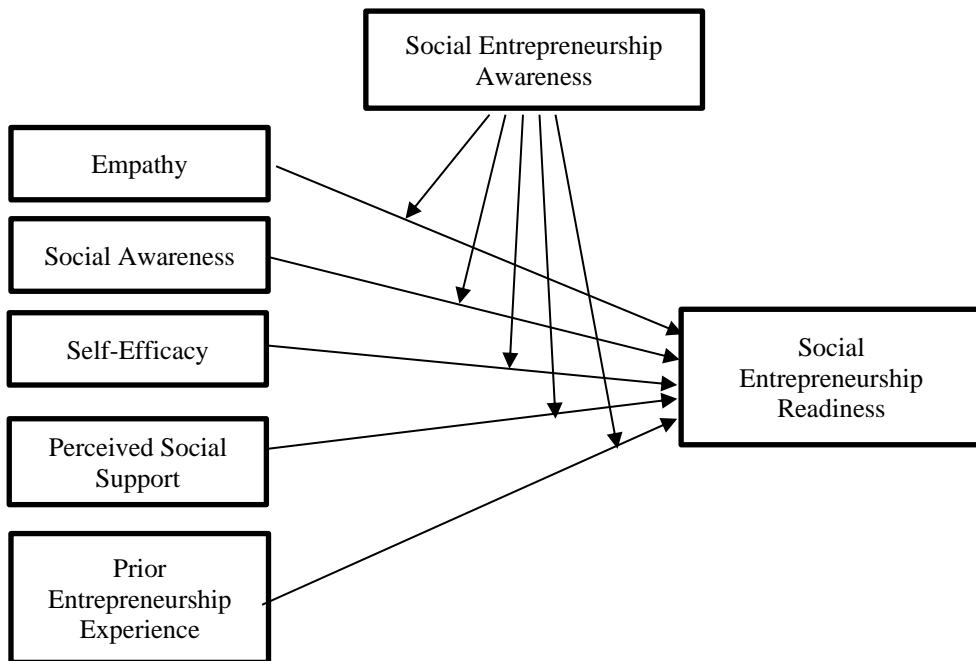 Social Entrepreneurship
Awareness
Empathy
Social Awareness
Self-Efficacy
Perceived Social
Support
Prior
Entrepreneurship
Experience
Social
Entrepreneurship
Readiness